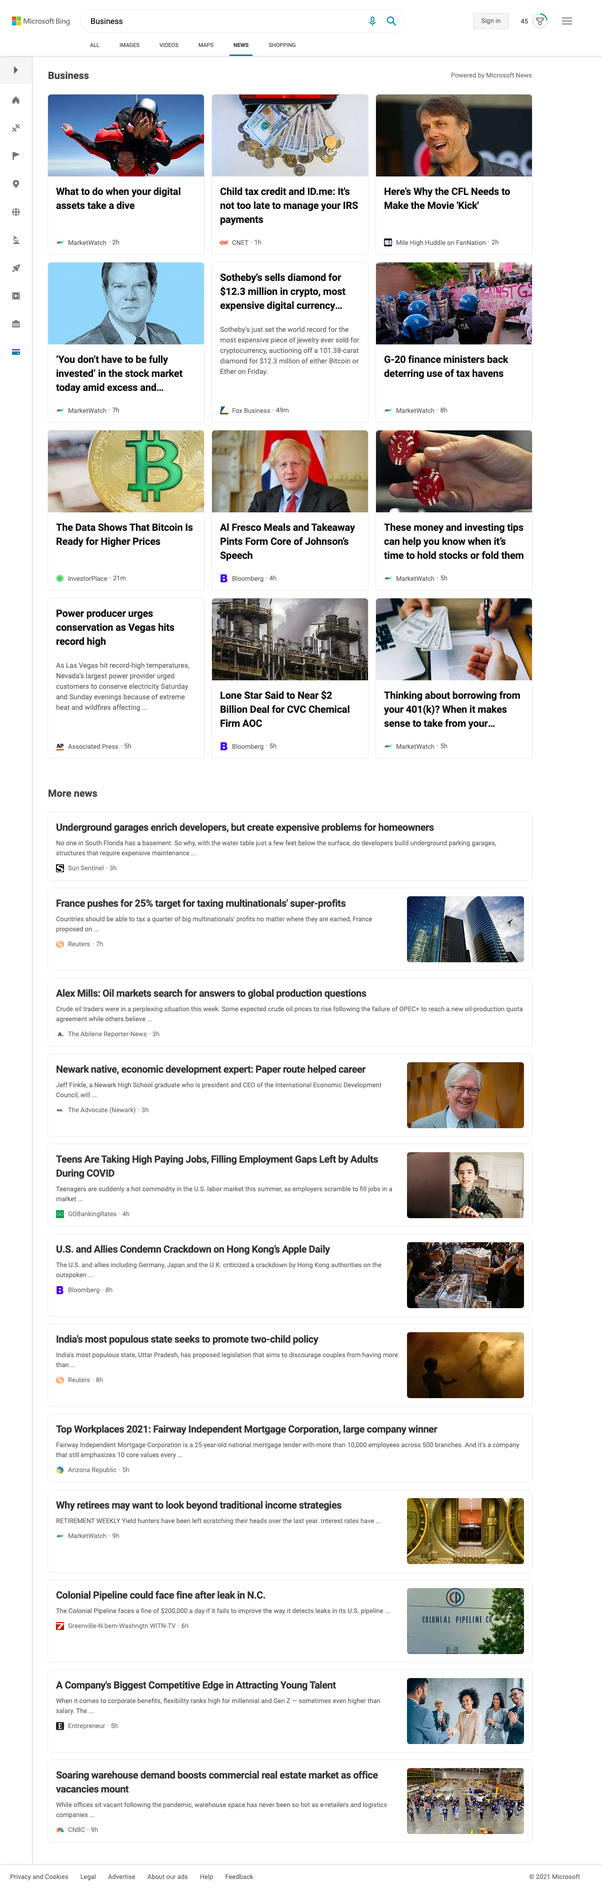 Microsoft Bing
Business
Sign in
45
ALL
IMAGES
VIDEOS
MAPS
NEWS
SHOPPING
Business
Powered by Microsoft News
What to do when your digital
assets take a dive
MarketWatch · 2h
Child tax credit and ID.me: It's
not too late to manage your IRS
payments
CNET · 1h
Here's Why the CFL Needs to
Make the Movie 'Kick'
Mile High Huddle on FanNation · 2h
'You don't have to be fully
invested' in the stock market
today amid excess and...
MarketWatch · 7h
Sotheby's sells diamond for
$12.3 million in crypto, most
expensive digital currency...
Sotheby's just set the world record for the
most expensive piece of jewelry ever sold for
cryptocurrency, auctioning off a 101.38-carat
diamond for $12.3 million of either Bitcoin or
Ether on Friday.
Fox Business · 49m
G-20 finance ministers back
deterring use of tax havens
MarketWatch · 8h
The Data Shows That Bitcoin Is
Ready for Higher Prices
InvestorPlace · 21m
Al Fresco Meals and Takeaway
Pints Form Core of Johnson's
Speech
Bloomberg · 4h
These money and investing tips
can help you know when it's
time to hold stocks or fold them
MarketWatch · 5h
Power producer urges
conservation as Vegas hits
record high
As Las Vegas hit record-high temperatures,
Nevada's largest power provider urged
customers to conserve electricity Saturday
and Sunday evenings because of extreme
heat and wildfires affecting ...
Associated Press · 5h
Lone Star Said to Near $2
Billion Deal for CVC Chemical
Firm AOC
Bloomberg · 5h
Thinking about borrowing from
your 401(k)? When it makes
sense to take from your...
MarketWatch · 5h
More news
Underground garages enrich developers, but create expensive problems for homeowners
No one in South Florida has a basement. So why, with the water table just a few feet below the surface, do developers build underground parking garages,
structures that require expensive maintenance ...
Sun Sentinel · 3h
France pushes for 25% target for taxing multinationals' super-profits
Countries should be able to tax a quarter of big multinationals' profits no matter where they are earned, France
proposed on ...
Reuters · 7h
Alex Mills: Oil markets search for answers to global production questions
Crude oil traders were in a perplexing situation this week. Some expected crude oil prices to rise following the failure of OPEC+ to reach a new oil-production quota
agreement while others believe ...
The Abilene Reporter-News · 3h
Newark native, economic development expert: Paper route helped career
Jeff Finkle, a Newark High School graduate who is president and CEO of the International Economic Development
Council, will ...
The Advocate (Newark) · 3h
Teens Are Taking High Paying Jobs, Filling Employment Gaps Left by Adults
During COVID
Teenagers are suddenly a hot commodity in the U.S. labor market this summer, as employers scramble to fill jobs in a
market ...
GOBankingRates · 4h
U.S. and Allies Condemn Crackdown on Hong Kong's Apple Daily
The U.S. and allies including Germany, Japan and the U.K. criticized a crackdown by Hong Kong authorities on the
outspoken ...
Bloomberg · 8h
India's most populous state seeks to promote two-child policy
India's most populous state, Uttar Pradesh, has proposed legislation that aims to discourage couples from having more
than ...
Reuters · 8h
Top Workplaces 2021: Fairway Independent Mortgage Corporation, large company winner
Fairway Independent Mortgage Corporation is a 25-year-old national mortgage lender with more than 10,000 employees across 500 branches. And it's a company
that still emphasizes 10 core values every ...
Arizona Republic · 5h
Why retirees may want to look beyond traditional income strategies
RETIREMENT WEEKLY Yield hunters have been left scratching their heads over the last year. Interest rates have ...
MarketWatch · 9h
Colonial Pipeline could face fine after leak in N.C.
The Colonial Pipeline faces a fine of $200,000 a day if it fails to improve the way it detects leaks in its U.S. pipeline ...
Greenville-N.bern-Washngtn WITN-TV · 6h
COLONIAL PIPELINE CO
A Company's Biggest Competitive Edge in Attracting Young Talent
When it comes to corporate benefits, flexibility ranks high for millennial and Gen Z — sometimes even higher than
salary. The ...
Entrepreneur · 5h
Soaring warehouse demand boosts commercial real estate market as office
vacancies mount
While offices sit vacant following the pandemic, warehouse space has never been so hot as e-retailers and logistics
companies ...
CNBC · 9h
Privacy and Cookies
Legal
Advertise
About our ads
Help
Feedback
© 2021 Microsoft